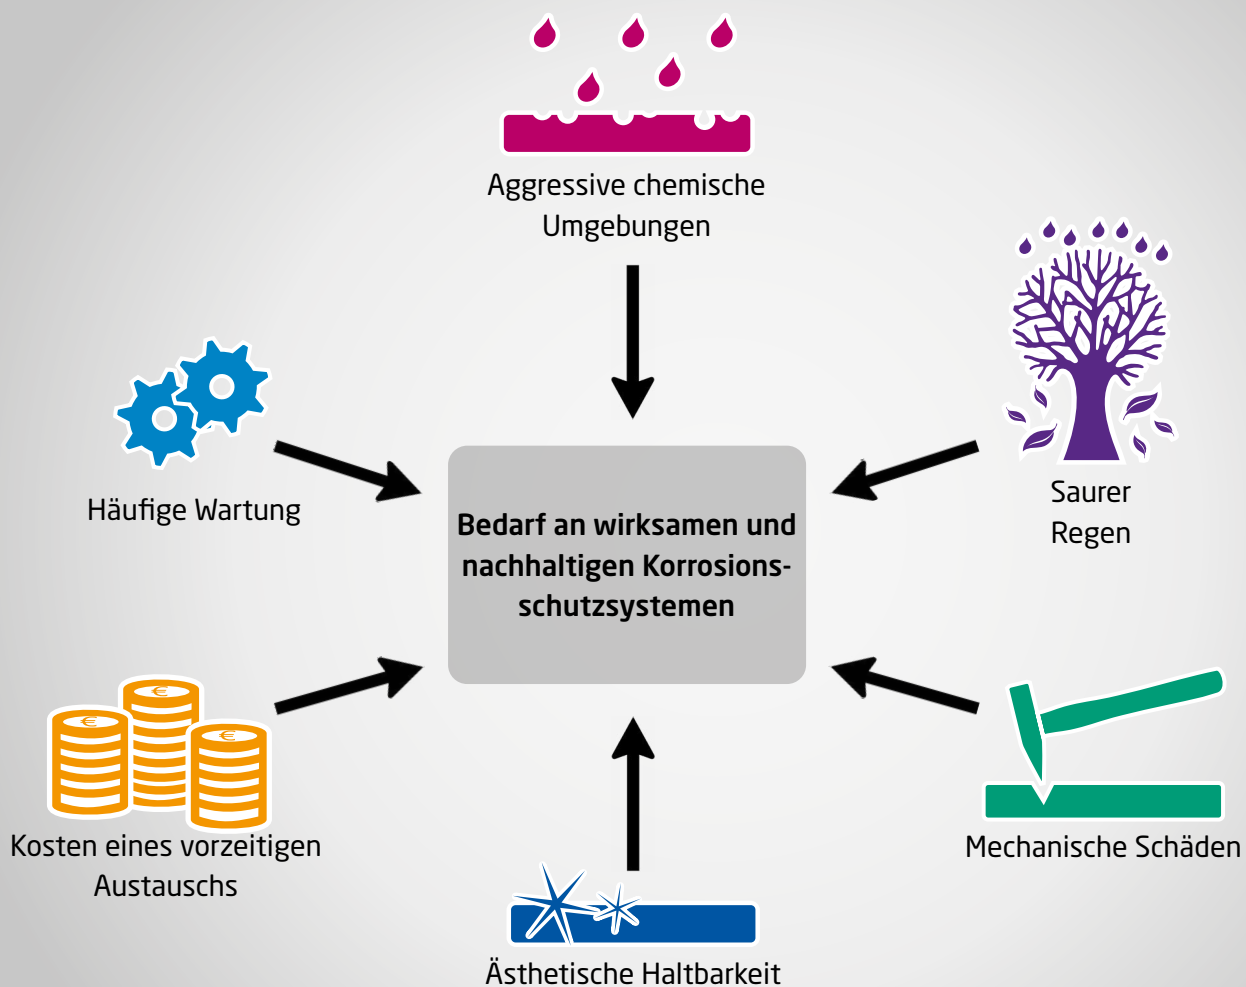 Aggressive chemische
Umgebungen
Häufige Wartung
Saurer
Regen
Bedarf an wirksamen und
nachhaltigen Korrosions-
schutzsystemen
€
€
€
Kosten eines vorzeitigen
Austauschs
Mechanische Schäden
Ästhetische Haltbarkeit